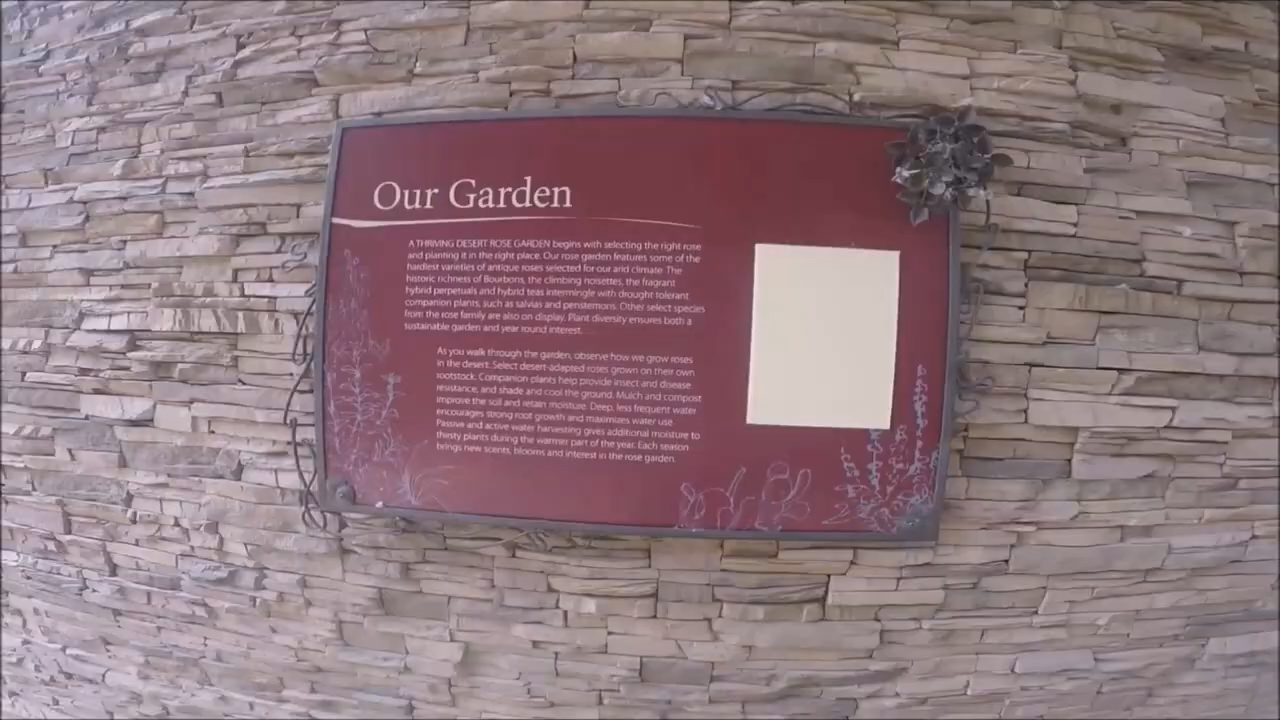 Our Garden
A THRIVING DESERT ROSE GARDEN begins with selecting the right rose
and planting it in the right place. Our rose garden features some of the
hardiest varieties of antique roses selected for our arid climate. The
historic richness of Bourbons, the climbing noisettes, the fragrant
hybrid perpetuals and hybrid teas intermingle with drought tolerant
companion plants, such as salvias and penstemons. Other select species
from the rose family are also on display. Plant diversity ensures both a
sustainable garden and year round interest.
As you walk through the garden, observe how we grow roses
in the desert. Select desert-adapted roses grown on their own
rootstock. Companion plants help provide insect and disease
resistance, and shade and cool the ground. Mulch and compost
improve the soil and retain moisture. Deep, less frequent water
encourages strong root growth and maximizes water use.
Passive and active water harvesting gives additional moisture to
thirsty plants during the warmer part of the year. Each season
brings new scents, blooms and interest in the rose garden.